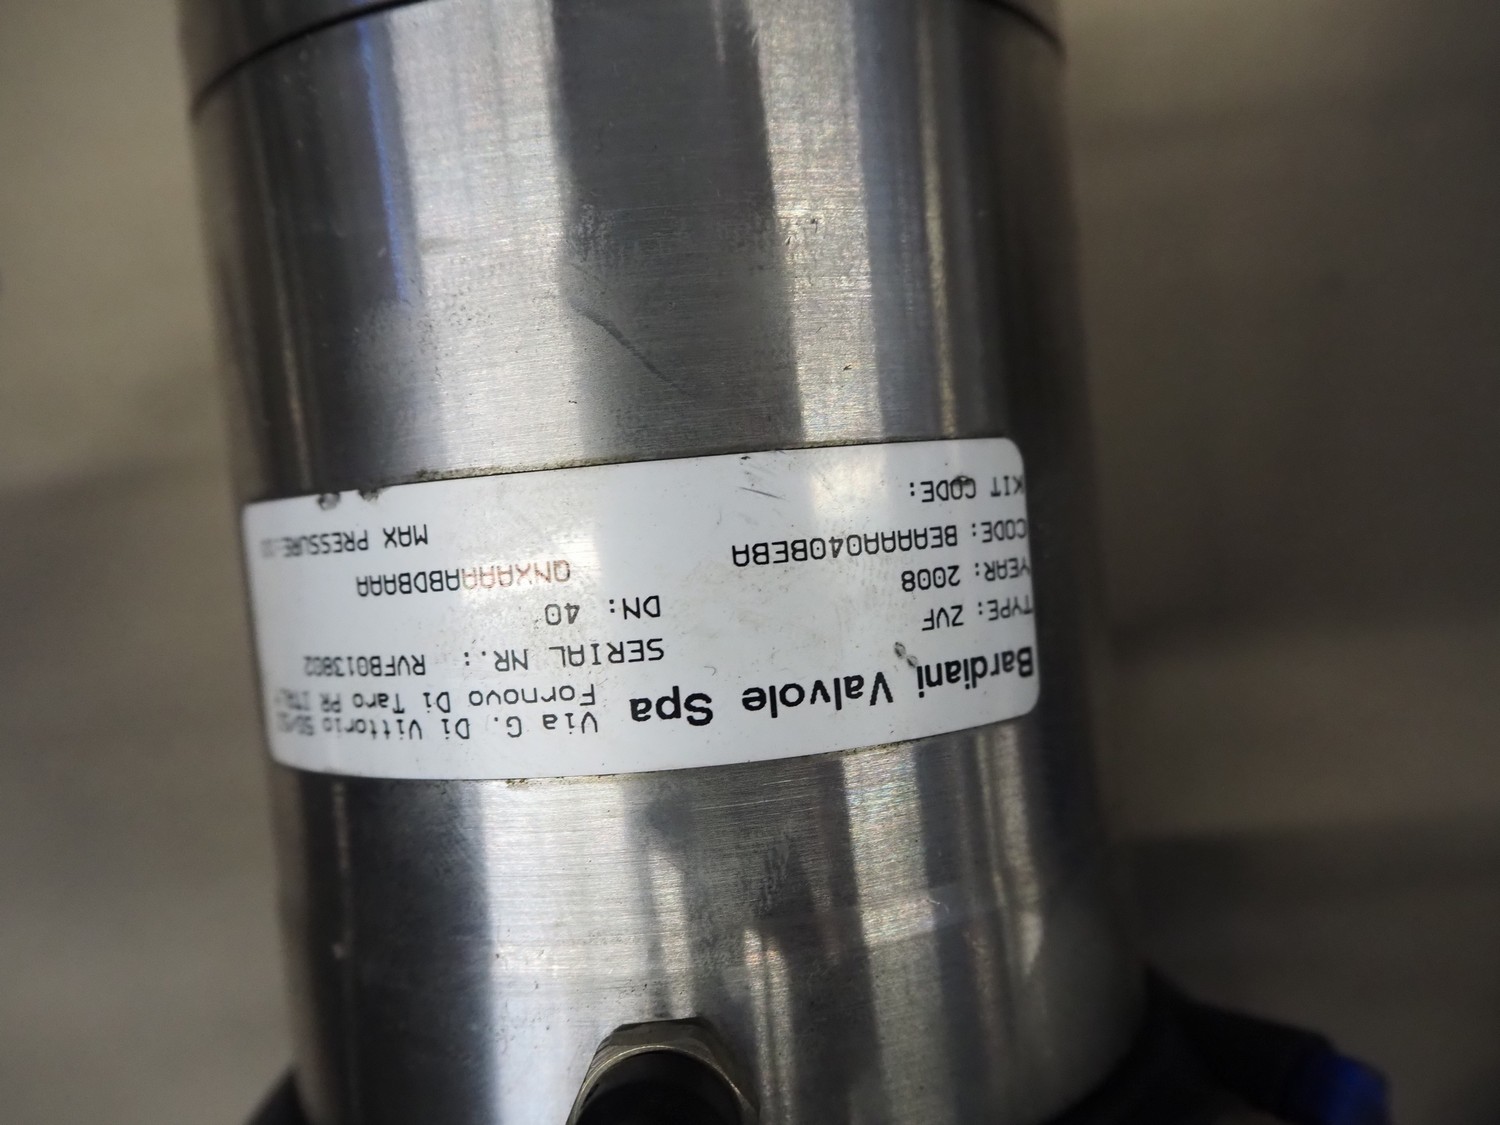 Bardiani Valvole Spa
Via G. Di Vittorio
Fornovo Di Taro PR ITALY
TYPE: ZVF
SERIAL NR.: RVFB013802
YEAR: 2008
DN: 40
CODE: BEAAAA040BEBA
QNXAAAABDBAAA
KIT CODE:
MAX PRESSURE: